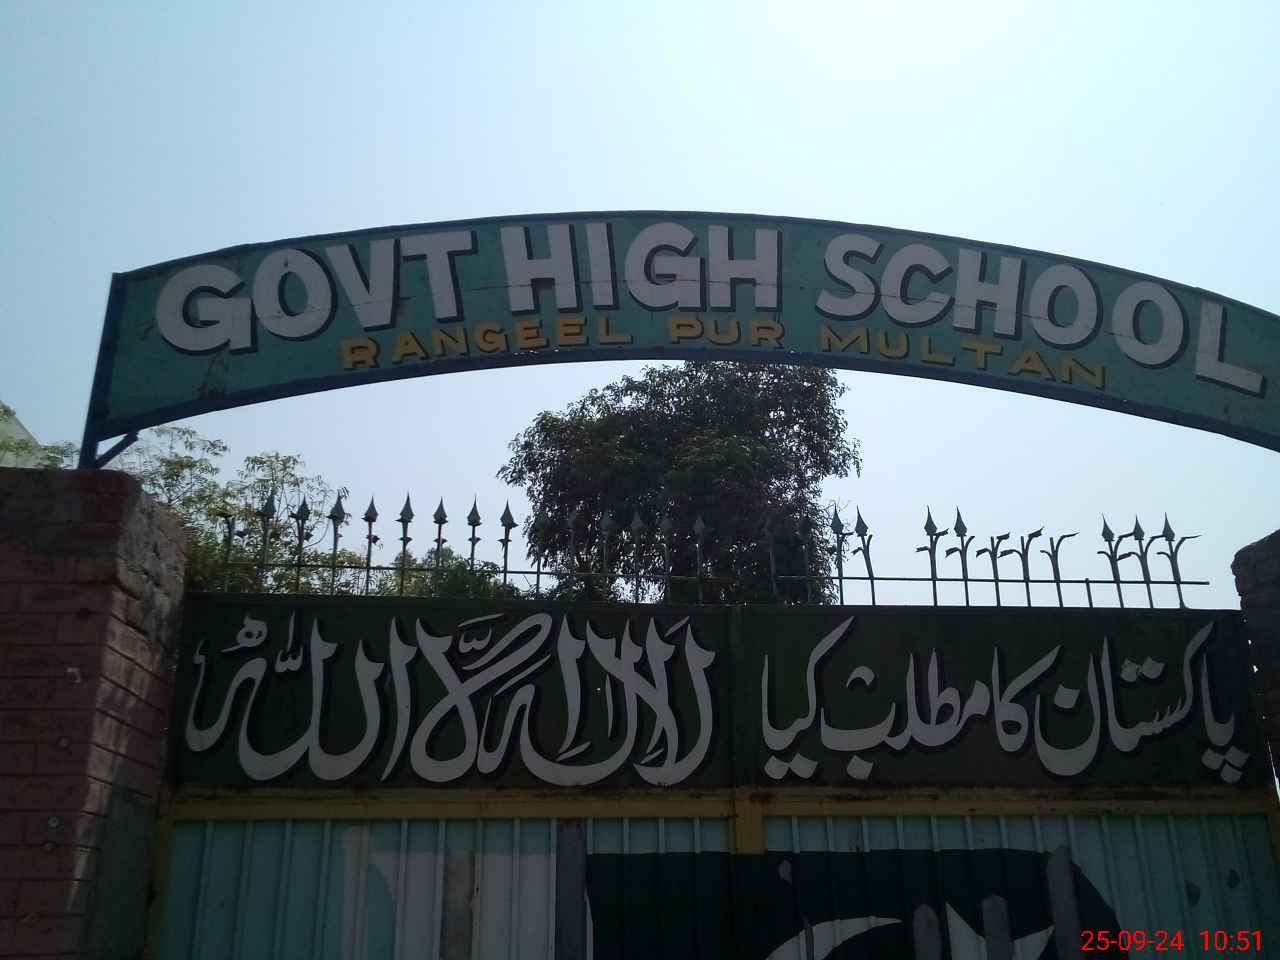 GOVT HIGH SCHOOL
RANGEEL PUR MULTAN
پاکستان کا مطلب کیا لا الہ الا اللہ
25-09-24 10:51